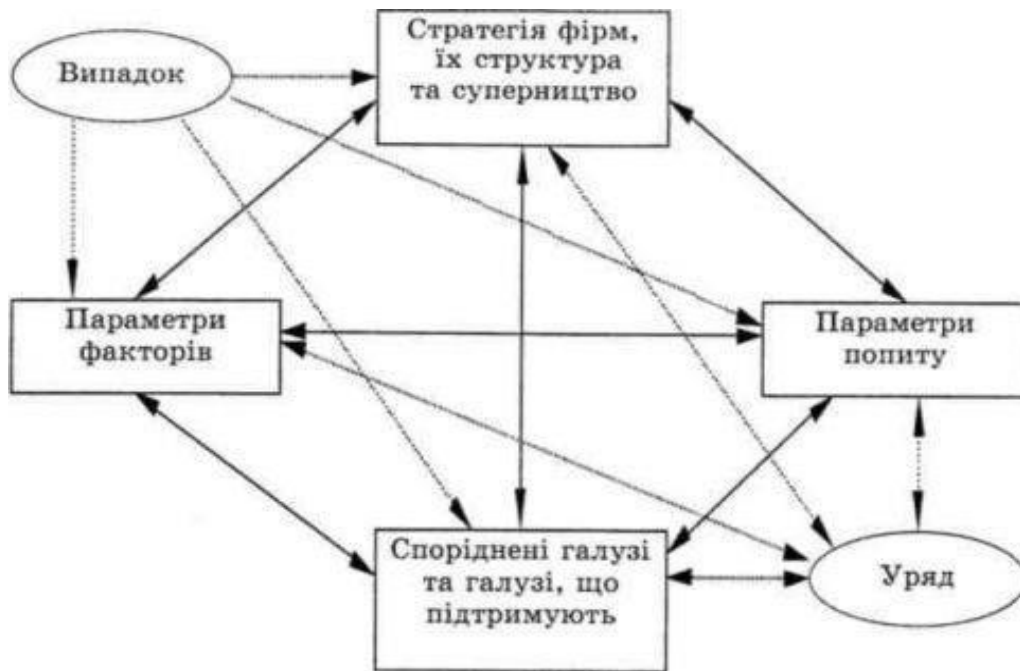 Стратегія фірм,
їх структура
та суперництво
Випадок
Параметри
факторів
Параметри
попиту
Споріднені галузі
та галузі, що
підтримують
Уряд